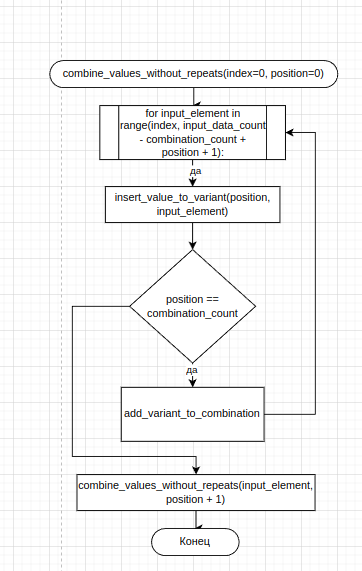 combine_values_without_repeats(index=0, position=0)
for input_element in
range(index, input_data_count
- combination_count +
position + 1):
да
insert_value_to_variant(position,
input_element)
position ==
combination_count
да
add_variant_to_combination
combine_values_without_repeats(input_element,
position + 1)
Конец